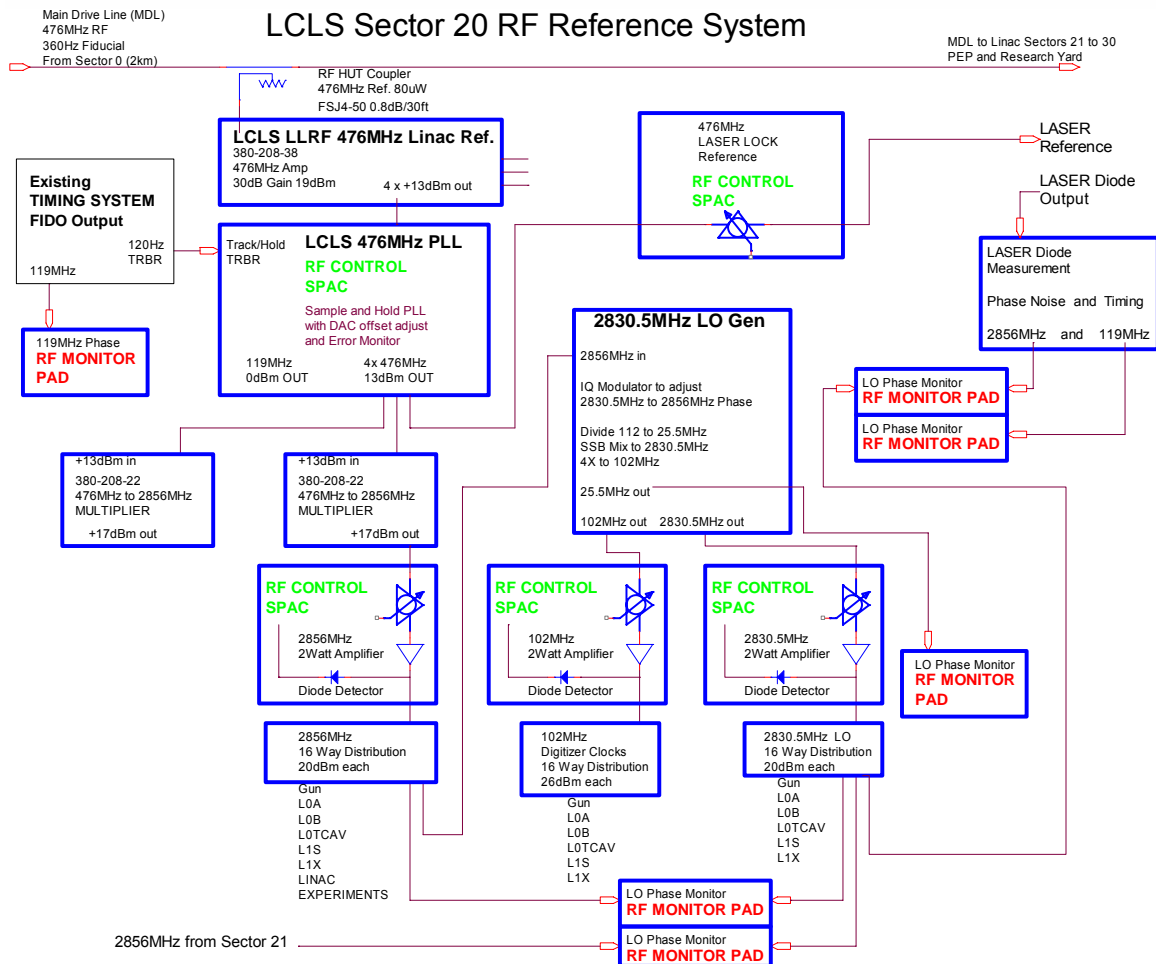 LCLS Sector 20 RF Reference System
Main Drive Line (MDL)
476MHz RF
360Hz Fiducial
From Sector 0 (2km)
MDL to Linac Sectors 21 to 30
PEP and Research Yard
RF HUT Coupler
476MHz Ref. 80uW
FSJ4-50 0.8dB/30ft
LCLS LLRF 476MHz Linac Ref.
380-208-38
476MHz Amp
30dB Gain 19dBm
4 x +13dBm out
476MHz
LASER LOCK
Reference
RF CONTROL
SPAC
LASER
Reference
LASER Diode
Output
Existing
TIMING SYSTEM
FIDO Output
120Hz
TRBR
119MHz
Track/Hold
TRBR
LCLS 476MHz PLL
RF CONTROL
SPAC
Sample and Hold PLL
with DAC offset adjust
and Error Monitor
119MHz
0dBm OUT
4x 476MHz
13dBm OUT
LASER Diode
Measurement
Phase Noise and Timing
2856MHz and 119MHz
119MHz Phase
RF MONITOR
PAD
2830.5MHz LO Gen
2856MHz in
IQ Modulator to adjust
2830.5MHz to 2856MHz Phase
Divide 112 to 25.5MHz
SSB Mix to 2830.5MHz
4X to 102MHz
25.5MHz out
102MHz out 2830.5MHz out
LO Phase Monitor
RF MONITOR PAD
LO Phase Monitor
RF MONITOR PAD
+13dBm in
380-208-22
476MHz to 2856MHz
MULTIPLIER
+17dBm out
+13dBm in
380-208-22
476MHz to 2856MHz
MULTIPLIER
+17dBm out
RF CONTROL
SPAC
2856MHz
2Watt Amplifier
Diode Detector
RF CONTROL
SPAC
102MHz
2Watt Amplifier
Diode Detector
RF CONTROL
SPAC
2830.5MHz
2Watt Amplifier
Diode Detector
LO Phase Monitor
RF MONITOR
PAD
2856MHz
16 Way Distribution
20dBm each
Gun
L0A
L0B
L0TCAV
L1S
L1X
LINAC
EXPERIMENTS
102MHz
Digitizer Clocks
16 Way Distribution
26dBm each
Gun
L0A
L0B
L0TCAV
L1S
L1X
2830.5MHz LO
16 Way Distribution
20dBm each
Gun
L0A
L0B
L0TCAV
L1S
L1X
LO Phase Monitor
RF MONITOR PAD
2856MHz from Sector 21
LO Phase Monitor
RF MONITOR PAD